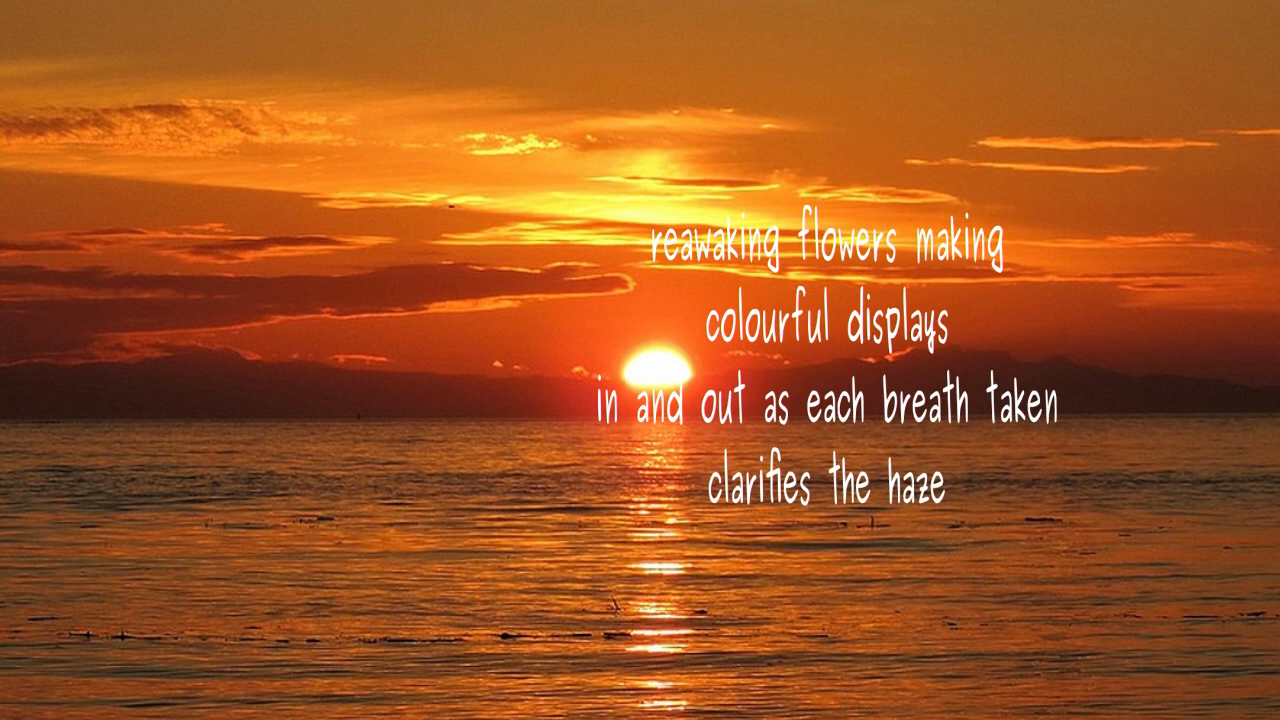 reawaking flowers making
colourful displays
in and out as each breath taken
clarifies the haze